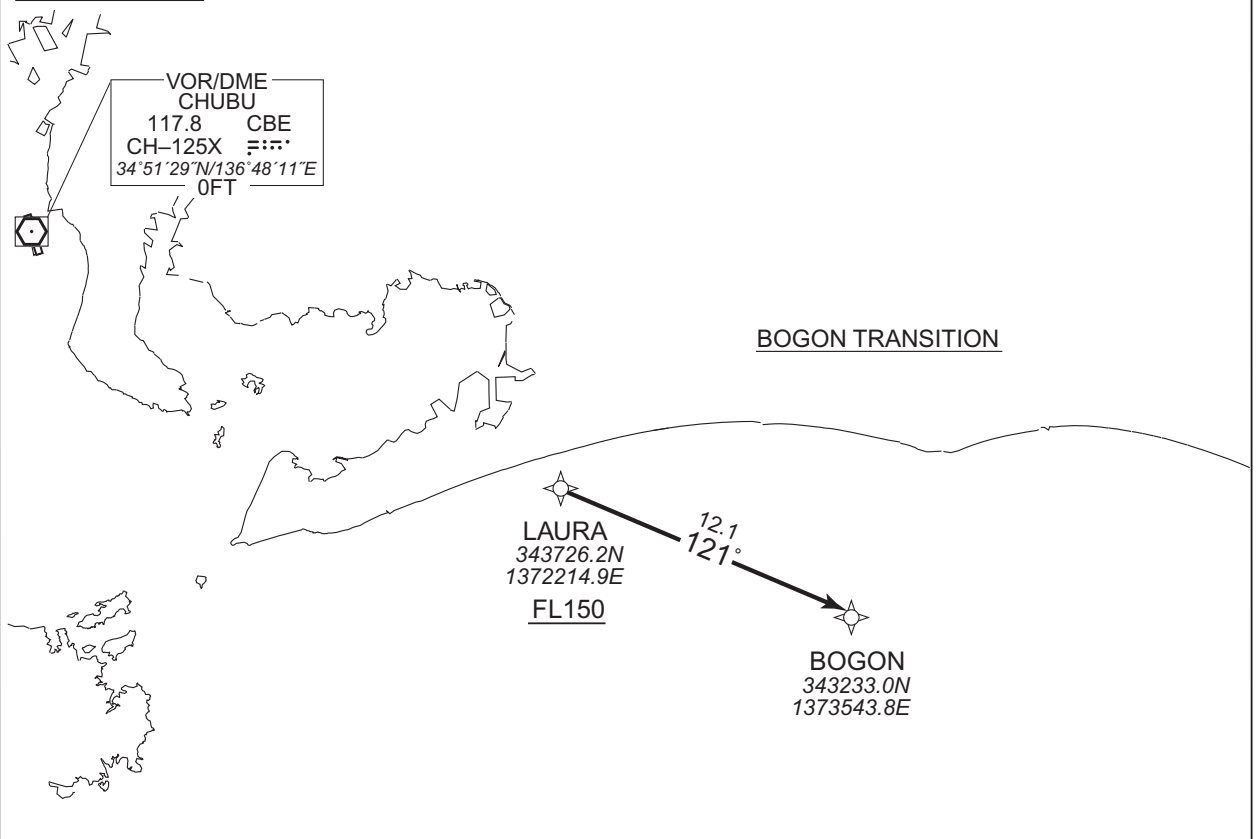 VOR/DME
CHUBU
117.8 CBE
CH–125X
34°51´29˝N/136°48´11˝E
0FT
BOGON TRANSITION
12.1
121°
LAURA
343726.2N
1372214.9E
FL150
BOGON
343233.0N
1373543.8E